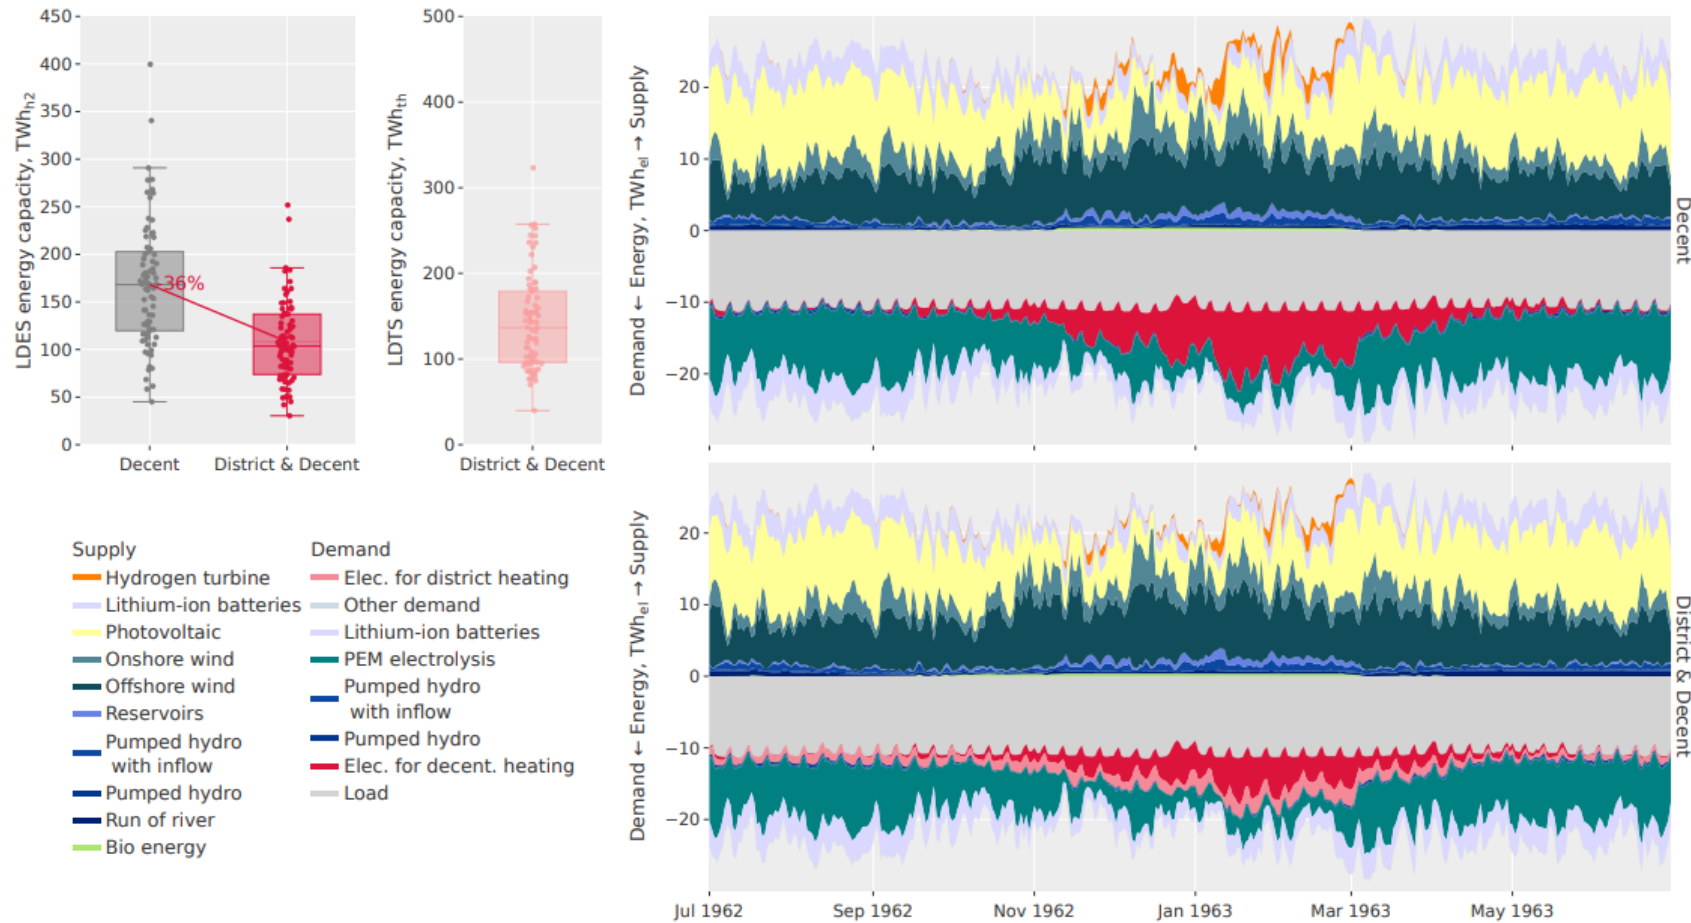 LDES energy capacity, TWhh2
450
400
350
300
250
200
150
100
50
0
-36%
Decent
District & Decent
LDTS energy capacity, TWhth
500
400
300
200
100
0
District & Decent
Demand ← Energy, TWhel → Supply
20
10
0
−10
−20
Decent
Demand ← Energy, TWhel → Supply
20
10
0
−10
−20
District & Decent
Jul 1962
Sep 1962
Nov 1962
Jan 1963
Mar 1963
May 1963
Supply
Hydrogen turbine
Lithium-ion batteries
Photovoltaic
Onshore wind
Offshore wind
Reservoirs
Pumped hydro
with inflow
Pumped hydro
Run of river
Bio energy
Demand
Elec. for district heating
Other demand
Lithium-ion batteries
PEM electrolysis
Pumped hydro
with inflow
Pumped hydro
Elec. for decent. heating
Load